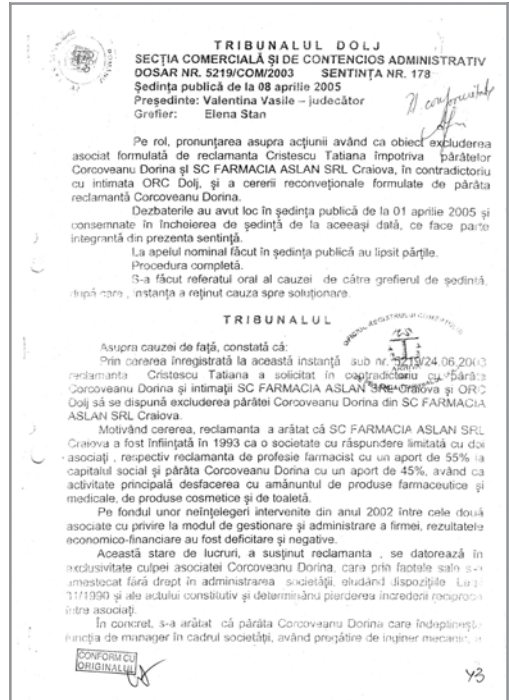 TRIBUNALUL DOLJ
SECŢIA COMERCIALĂ ŞI DE CONTENCIOS ADMINISTRATIV
DOSAR NR. 5219/COM/2003 SENTINŢA NR. 178
Şedinţa publică de la 08 aprilie 2005
Preşedinte: Valentina Vasile – judecător
Grefier: Elena Stan
Pe rol, pronunţarea asupra acţiunii având ca obiect excluderea
asociat formulată de reclamanta Cristescu Tatiana împotriva pârâtelor
Corcoveanu Dorina şi SC FARMACIA ASLAN SRL Craiova, în contradictoriu
cu intimata ORC Dolj, şi a cererii reconvenţionale formulate de pârâta
reclamantă Corcoveanu Dorina.
Dezbaterile au avut loc în şedinţa publică de la 01 aprilie 2005 şi
consemnate în încheierea de şedinţă de la aceeaşi dată, ce face parte
integrantă din prezenta sentinţă.
La apelul nominal făcut în şedinţa publică au lipsit părţile.
Procedura completă.
S-a făcut referatul oral al cauzei de către grefierul de şedinţă,
după care , instanţa a reţinut cauza spre soluţionare.
TRIBUNALUL
Asupra cauzei de faţă, constată că:
Prin cererea înregistrată la această instanţă sub nr. 5219/24.06.2003
reclamanta Cristescu Tatiana a solicitat în contradictoriu cu pârâta
Corcoveanu Dorina şi intimaţii SC FARMACIA ASLAN SRL Craiova şi ORC
Dolj să se dispună excluderea pârâtei Corcoveanu Dorina din SC FARMACIA
ASLAN SRL Craiova.
Motivând cererea, reclamanta a arătat că SC FARMACIA ASLAN SRL
Craiova a fost înfiinţată în 1993 ca o societate cu răspundere limitată cu doi
asociaţi , respectiv reclamanta de profesie farmacist cu un aport de 55% la
capitalul social şi pârâta Corcoveanu Dorina cu un aport de 45%, având ca
activitate principală desfacerea cu amănuntul de produse farmaceutice şi
medicale, de produse cosmetice şi de toaletă.
Pe fondul unor neînţelegeri intervenite din anul 2002 între cele două
asociate cu privire la modul de gestionare şi administrare a firmei, rezultatele
economico-financiare au fost deficitare şi negative.
Această stare de lucruri, a susţinut reclamanta , se datorează în
exclusivitate culpei asociatei Corcoveanu Dorina, care prin faptele sale s-a
amestecat fără drept în administrarea societăţii, eludând dispoziţiile
31/1990 şi ale actului constitutiv şi determinând pierderea încrederii reciproce
între asociaţi.
În concret, s-a arătat că pârâta Corcoveanu Dorina care îndeplineşte
funcţia de manager în cadrul societăţii, având pregătire de inginer mecanic,
CONFORM CU
ORIGINALUL
43